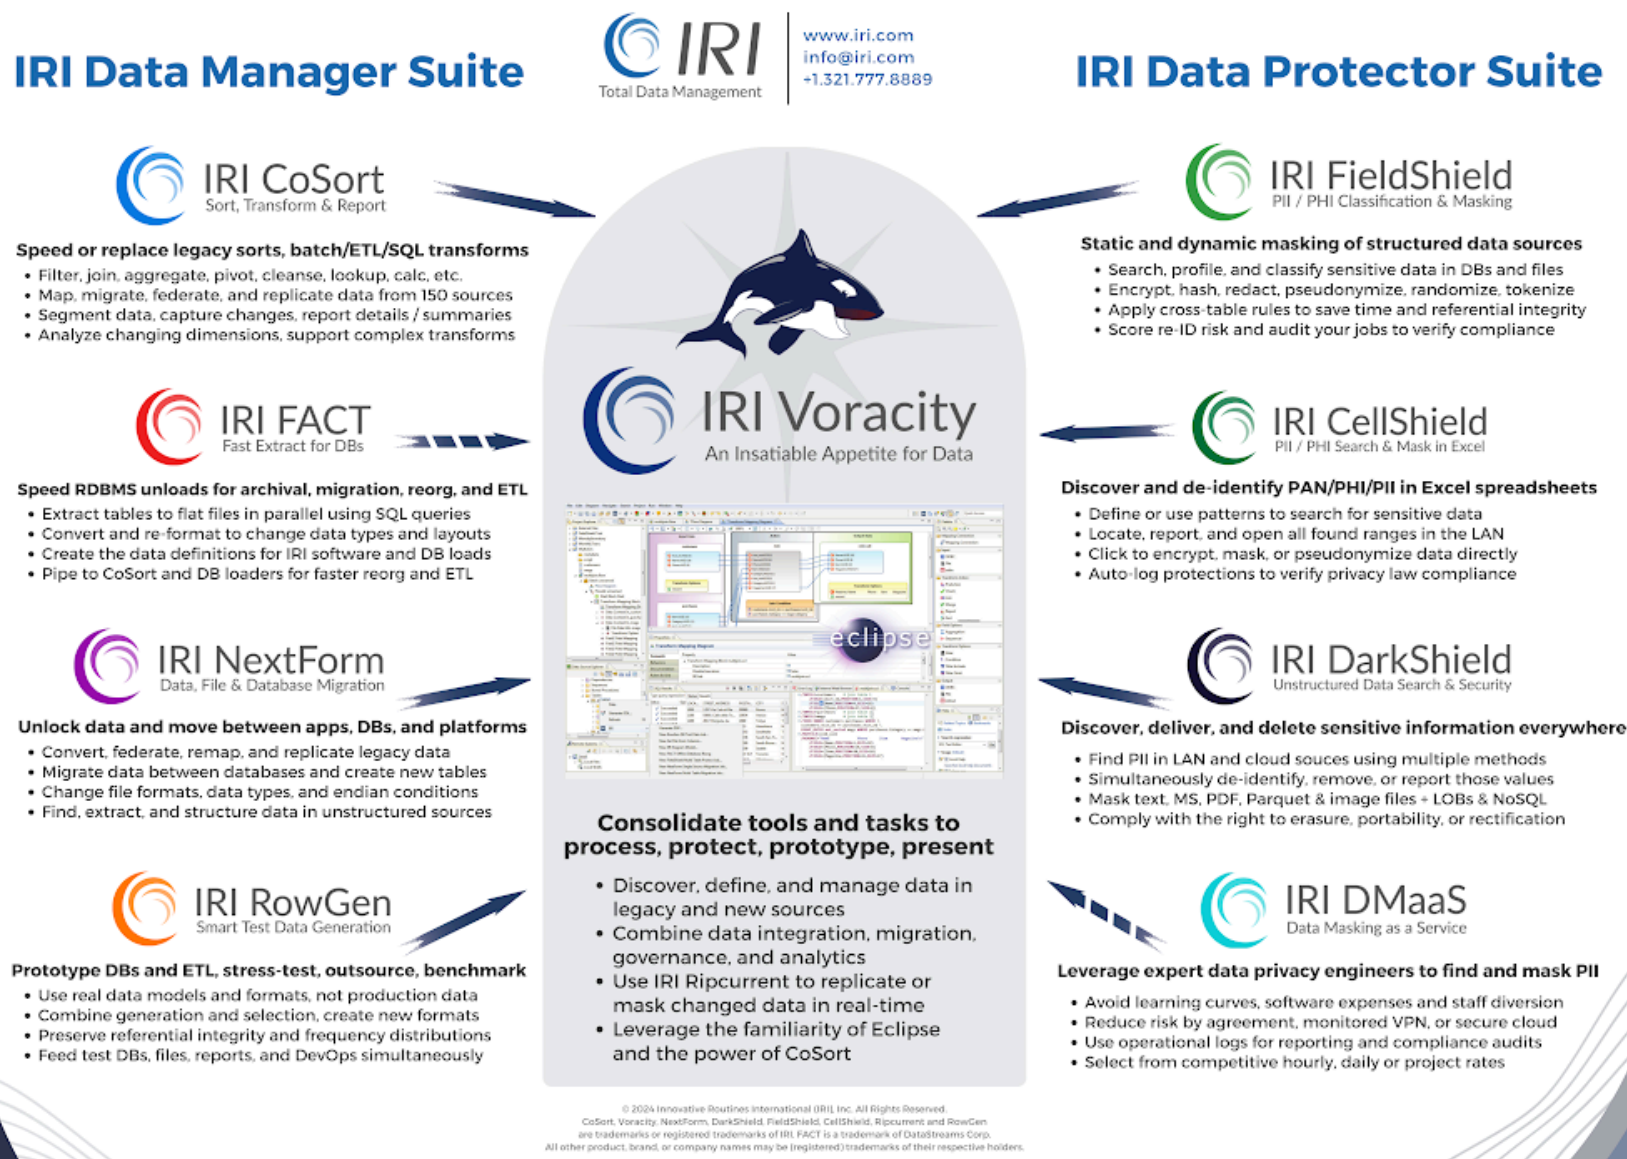 IRI Data Manager Suite
IRI
Total Data Management
www.iri.com
info@iri.com
+1.321.777.8889
IRI Data Protector Suite
IRI CoSort
Sort, Transform & Report
Speed or replace legacy sorts, batch/ETL/SQL transforms
• Filter, join, aggregate, pivot, cleanse, lookup, calc, etc.
• Map, migrate, federate, and replicate data from 150 sources
• Segment data, capture changes, report details / summaries
• Analyze changing dimensions, support complex transforms
IRI FACT
Fast Extract for DBs
Speed RDBMS unloads for archival, migration, reorg, and ETL
• Extract tables to flat files in parallel using SQL queries
• Convert and re-format to change data types and layouts
• Create the data definitions for IRI software and DB loads
• Pipe to CoSort and DB loaders for faster reorg and ETL
IRI NextForm
Data, File & Database Migration
Unlock data and move between apps, DBs, and platforms
• Convert, federate, remap, and replicate legacy data
• Migrate data between databases and create new tables
• Change file formats, data types, and endian conditions
• Find, extract, and structure data in unstructured sources
IRI RowGen
Smart Test Data Generation
Prototype DBs and ETL, stress-test, outsource, benchmark
• Use real data models and formats, not production data
• Combine generation and selection, create new formats
• Preserve referential integrity and frequency distributions
• Feed test DBs, files, reports, and DevOps simultaneously
IRI Voracity
An Insatiable Appetite for Data
eclipse
Consolidate tools and tasks to
process, protect, prototype, present
• Discover, define, and manage data in
legacy and new sources
• Combine data integration, migration,
governance, and analytics
• Use IRI Ripcurrent to replicate or
mask changed data in real-time
• Leverage the familiarity of Eclipse
and the power of CoSort
IRI FieldShield
PII / PHI Classification & Masking
Static and dynamic masking of structured data sources
• Search, profile, and classify sensitive data in DBs and files
• Encrypt, hash, redact, pseudonymize, randomize, tokenize
• Apply cross-table rules to save time and referential integrity
• Score re-ID risk and audit your jobs to verify compliance
IRI CellShield
PII / PHI Search & Mask in Excel
Discover and de-identify PAN/PHI/PII in Excel spreadsheets
• Define or use patterns to search for sensitive data
• Locate, report, and open all found ranges in the LAN
• Click to encrypt, mask, or pseudonymize data directly
• Auto-log protections to verify privacy law compliance
IRI DarkShield
Unstructured Data Search & Security
Discover, deliver, and delete sensitive information everywhere
• Find PII in LAN and cloud souces using multiple methods
• Simultaneously de-identify, remove, or report those values
• Mask text, MS, PDF, Parquet & image files + LOBs & NoSQL
• Comply with the right to erasure, portability, or rectification
IRI DMaaS
Data Masking as a Service
Leverage expert data privacy engineers to find and mask PII
• Avoid learning curves, software expenses and staff diversion
• Reduce risk by agreement, monitored VPN, or secure cloud
• Use operational logs for reporting and compliance audits
• Select from competitive hourly, daily or project rates
© 2024 Innovative Routines International (IRI), Inc. All Rights Reserved.
CoSort, Voracity, NextForm, DarkShield, FieldShield, CellShield, Ripcurrent and RowGen
are trademarks or registered trademarks of IRI. FACT is a trademark of DataStreams Corp.
All other product, brand, or company names may be (registered) trademarks of their respective holders.